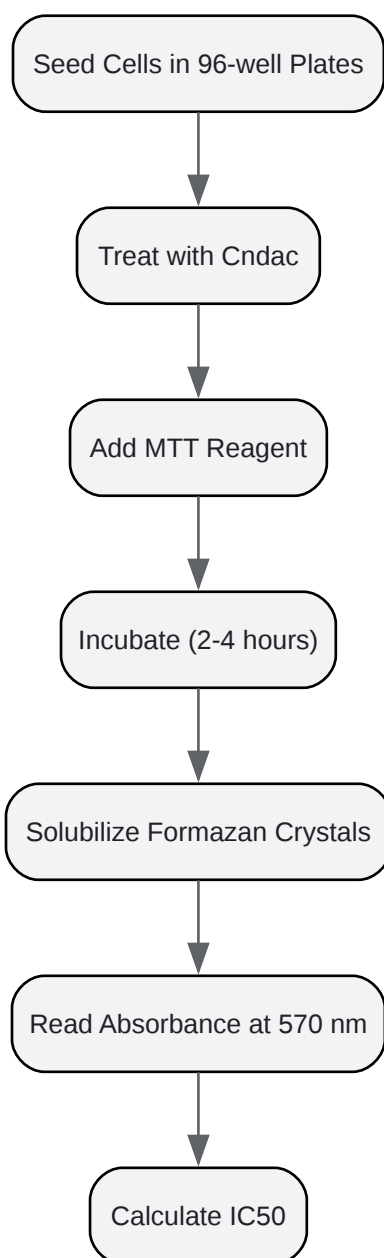 Seed Cells in 96-well Plates
Treat with Cndac
Add MTT Reagent
Incubate (2-4 hours)
Solubilize Formazan Crystals
Read Absorbance at 570 nm
Calculate IC50